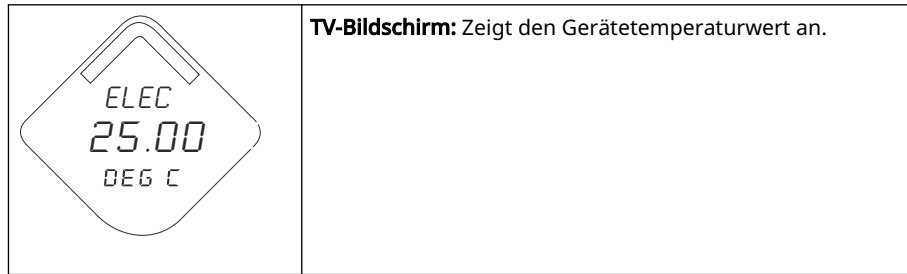 ELEC
25.00
DEG C
TV-Bildschirm: Zeigt den Gerätetemperaturwert an.